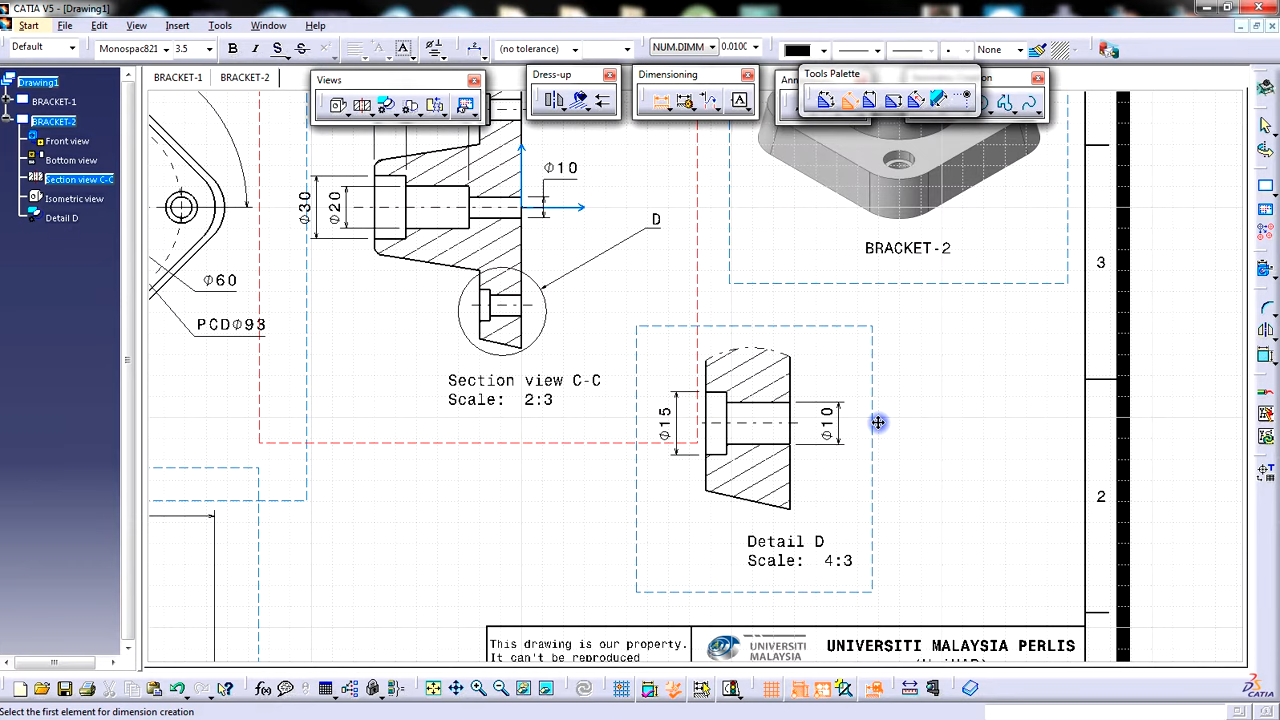 CATIA V5 - [Drawing1]
Start File Edit View Insert Tools Window Help
Default Monospac821 3.5 B I S (no tolerance) NUM.DIMM 0.0100 None
BRACKET-1 BRACKET-2
Views
Dress-up
Dimensioning
Tools Palette
Drawing1
BRACKET-1
BRACKET-2
Front view
Bottom view
Section view C-C
Isometric view
Detail D
Φ30
Φ20
Φ10
D
Φ60
PCDΦ93
Section view C-C
Scale: 2:3
BRACKET-2
3
Φ15
Φ10
2
Detail D
Scale: 4:3
This drawing is our property.
It can't be reproduced
UNIVERSITI
MALAYSIA
UNIVERSITI MALAYSIA PERLIS
CATIA
Select the first element for dimension creation